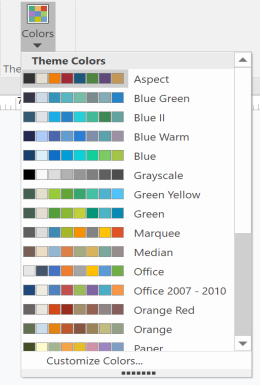 Colors
The
7
Theme Colors
Aspect
Blue Green
Blue II
Blue Warm
Blue
Grayscale
Green Yellow
Green
Marquee
Median
Office
Office 2007 - 2010
Orange Red
Orange
Paper
Customize Colors...